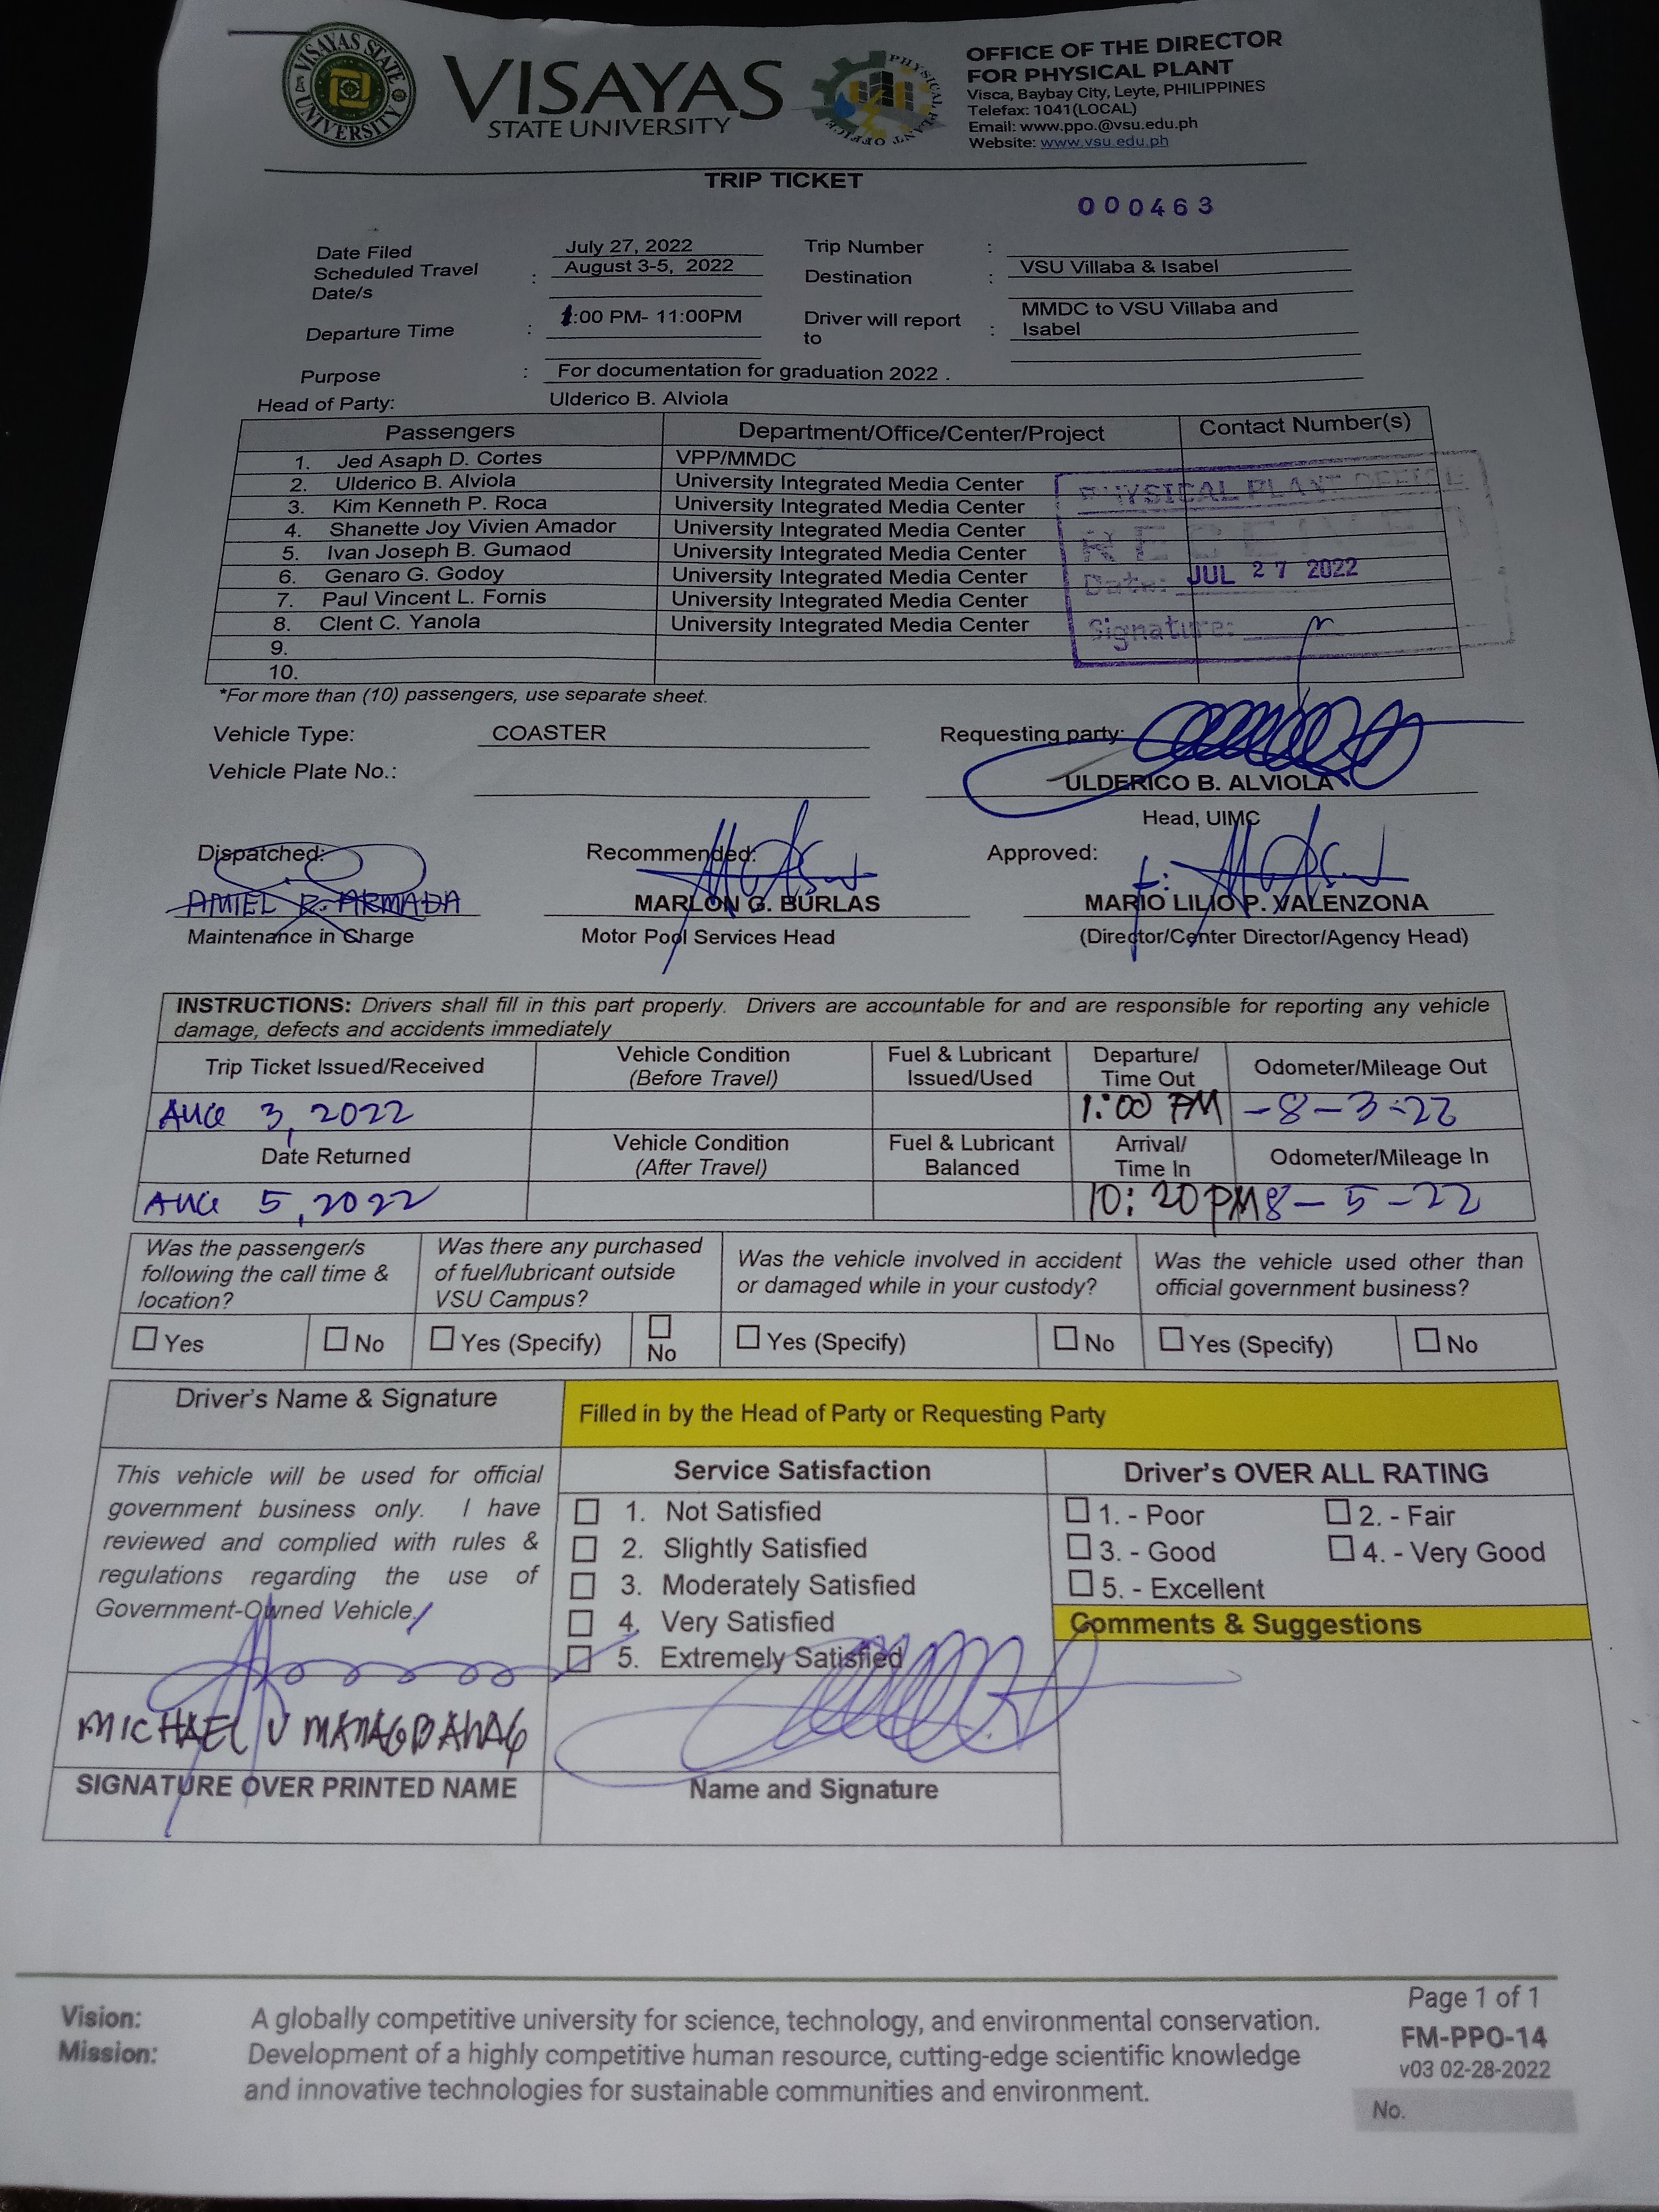 VISAYAS STATE UNIVERSITY
VISAYAS
STATE UNIVERSITY
PHYSICAL PLANT OFFICE
OFFICE OF THE DIRECTOR
FOR PHYSICAL PLANT
Visca, Baybay City, Leyte, PHILIPPINES
Telefax: 1041(LOCAL)
Email: www.ppo.@vsu.edu.ph
Website: www.vsu.edu.ph
TRIP TICKET
000463
Date Filed July 27, 2022 Trip Number :
Scheduled Travel Date/s : August 3-5, 2022 Destination : VSU Villaba & Isabel
Departure Time : 1:00 PM- 11:00PM Driver will report to : MMDC to VSU Villaba and Isabel
Purpose : For documentation for graduation 2022 .
Head of Party: Ulderico B. Alviola
Passengers Department/Office/Center/Project Contact Number(s)
1. Jed Asaph D. Cortes VPP/MMDC
2. Ulderico B. Alviola University Integrated Media Center
3. Kim Kenneth P. Roca University Integrated Media Center
4. Shanette Joy Vivien Amador University Integrated Media Center
5. Ivan Joseph B. Gumaod University Integrated Media Center
6. Genaro G. Godoy University Integrated Media Center
7. Paul Vincent L. Fornis University Integrated Media Center
8. Clent C. Yanola University Integrated Media Center
9.
10.
PHYSICAL PLANT OFFICE
RECEIVED
Date: JUL 27 2022
Signature:
*For more than (10) passengers, use separate sheet.
Vehicle Type: COASTER Requesting party:
Vehicle Plate No.: ULDERICO B. ALVIOLA
Head, UIMC
Dispatched: Recommended: Approved:
AMIEL R. ARMADA MARLON G. BURLAS f: MARIO LILIO P. VALENZONA
Maintenance in Charge Motor Pool Services Head (Director/Center Director/Agency Head)
INSTRUCTIONS: Drivers shall fill in this part properly. Drivers are accountable for and are responsible for reporting any vehicle
damage, defects and accidents immediately
Trip Ticket Issued/Received Vehicle Condition (Before Travel) Fuel & Lubricant Issued/Used Departure/ Time Out Odometer/Mileage Out
AUG 3, 2022 1:00 PM -8-3-22
Date Returned Vehicle Condition (After Travel) Fuel & Lubricant Balanced Arrival/ Time In Odometer/Mileage In
AUG 5, 2022 10:20PM 8-5-22
Was the passenger/s following the call time & location? Was there any purchased of fuel/lubricant outside VSU Campus? Was the vehicle involved in accident or damaged while in your custody? Was the vehicle used other than official government business?
Yes No Yes (Specify) No Yes (Specify) No Yes (Specify) No
Driver's Name & Signature
Filled in by the Head of Party or Requesting Party
This vehicle will be used for official
government business only. I have
reviewed and complied with rules &
regulations regarding the use of
Government-Owned Vehicle.
Service Satisfaction
1. Not Satisfied
2. Slightly Satisfied
3. Moderately Satisfied
4. Very Satisfied
5. Extremely Satisfied
Driver's OVER ALL RATING
1. - Poor 2. - Fair
3. - Good 4. - Very Good
5. - Excellent
Comments & Suggestions
MICHAEL V MANAGBANAG
SIGNATURE OVER PRINTED NAME
Name and Signature
Vision: A globally competitive university for science, technology, and environmental conservation.
Mission: Development of a highly competitive human resource, cutting-edge scientific knowledge
and innovative technologies for sustainable communities and environment.
Page 1 of 1
FM-PPO-14
v03 02-28-2022
No.